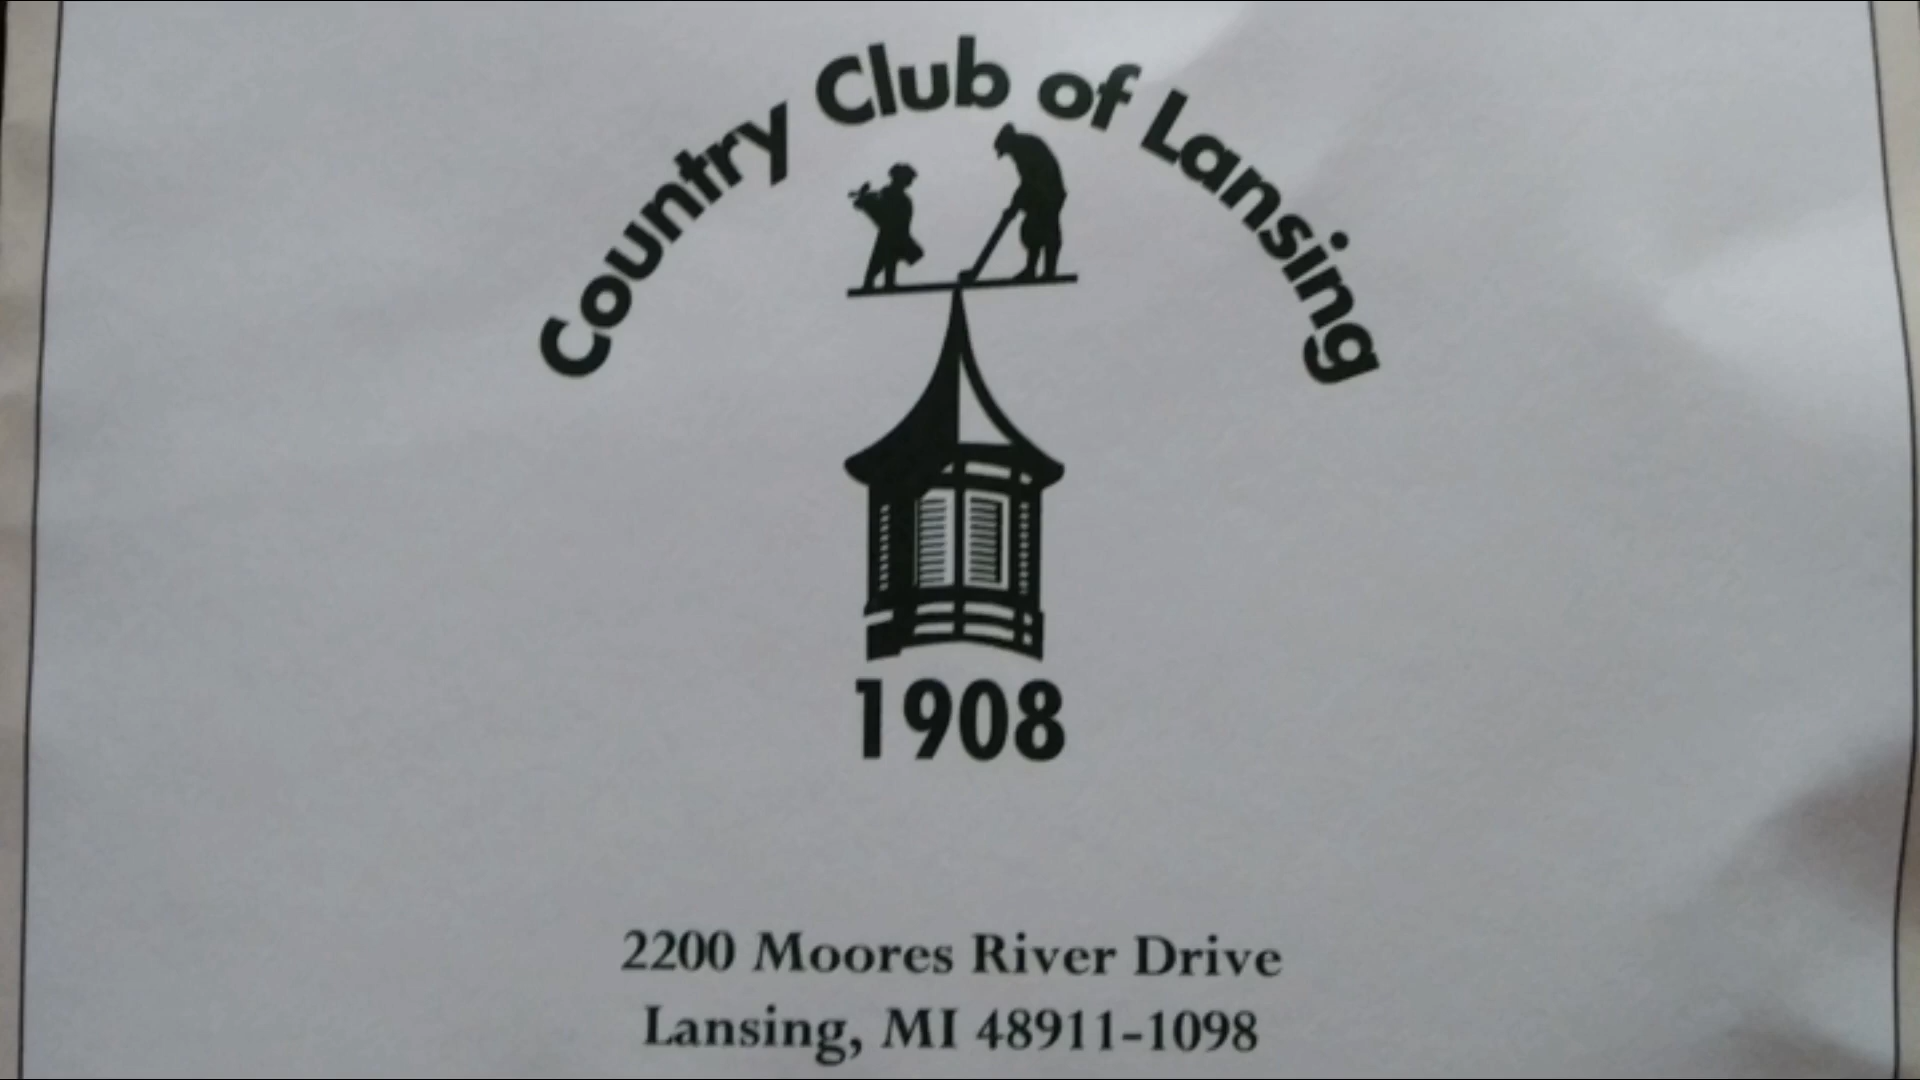 Country Club of Lansing
1908
2200 Moores River Drive
Lansing, MI 48911-1098